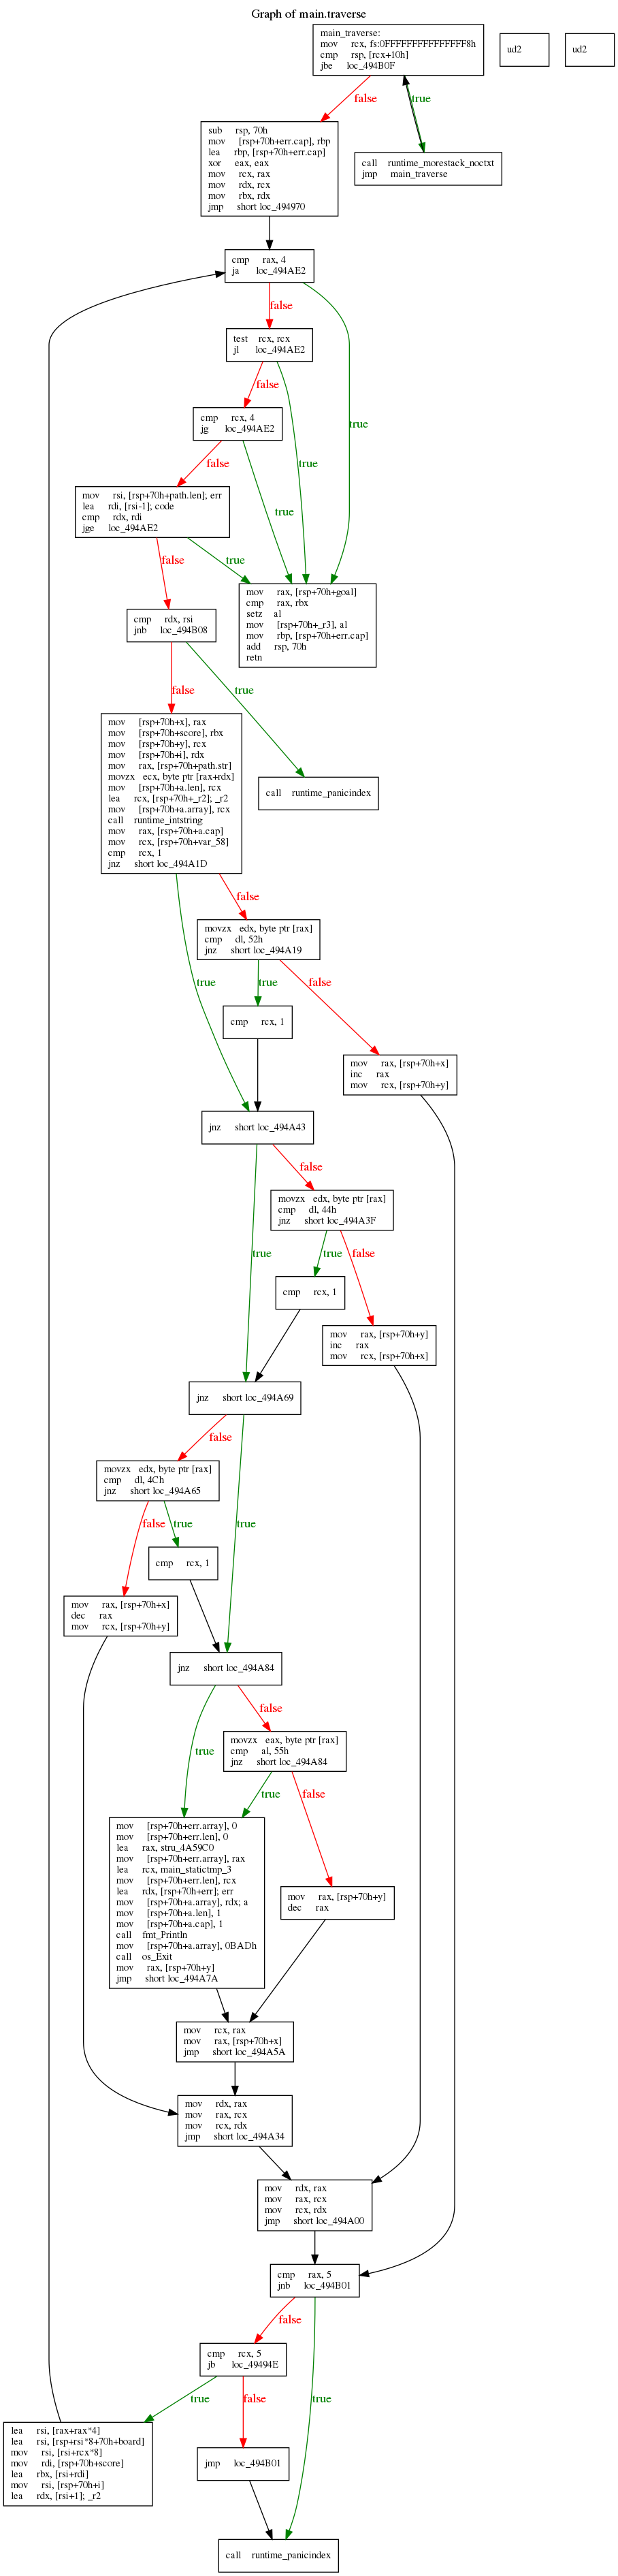 Graph of main.traverse
main_traverse:
mov rcx, fs:0FFFFFFFFFFFFFFF8h
cmp rsp, [rcx+10h]
jbe loc_494B0F
ud2
ud2
false
true
sub rsp, 70h
mov [rsp+70h+err.cap], rbp
lea rbp, [rsp+70h+err.cap]
xor eax, eax
mov rcx, rax
mov rdx, rcx
mov rbx, rdx
jmp short loc_494970
call runtime_morestack_noctxt
jmp main_traverse
cmp rax, 4
ja loc_494AE2
false
true
test rcx, rcx
jl loc_494AE2
false
true
cmp rcx, 4
jg loc_494AE2
false
true
mov rsi, [rsp+70h+path.len]; err
lea rdi, [rsi-1]; code
cmp rdx, rdi
jge loc_494AE2
false
true
mov rax, [rsp+70h+goal]
cmp rax, rbx
setz al
mov [rsp+70h+_r3], al
mov rbp, [rsp+70h+err.cap]
add rsp, 70h
retn
cmp rdx, rsi
jnb loc_494B08
false
true
mov [rsp+70h+x], rax
mov [rsp+70h+score], rbx
mov [rsp+70h+y], rcx
mov [rsp+70h+i], rdx
mov rax, [rsp+70h+path.str]
movzx ecx, byte ptr [rax+rdx]
mov [rsp+70h+a.len], rcx
lea rcx, [rsp+70h+_r2]; _r2
mov [rsp+70h+a.array], rcx
call runtime_intstring
mov rax, [rsp+70h+a.cap]
mov rcx, [rsp+70h+var_58]
cmp rcx, 1
jnz short loc_494A1D
call runtime_panicindex
false
true
movzx edx, byte ptr [rax]
cmp dl, 52h
jnz short loc_494A19
true
false
cmp rcx, 1
mov rax, [rsp+70h+x]
inc rax
mov rcx, [rsp+70h+y]
jnz short loc_494A43
false
true
movzx edx, byte ptr [rax]
cmp dl, 44h
jnz short loc_494A3F
true
false
cmp rcx, 1
mov rax, [rsp+70h+y]
inc rax
mov rcx, [rsp+70h+x]
jnz short loc_494A69
false
true
movzx edx, byte ptr [rax]
cmp dl, 4Ch
jnz short loc_494A65
false
true
cmp rcx, 1
mov rax, [rsp+70h+x]
dec rax
mov rcx, [rsp+70h+y]
jnz short loc_494A84
false
true
movzx eax, byte ptr [rax]
cmp al, 55h
jnz short loc_494A84
true
false
mov [rsp+70h+err.array], 0
mov [rsp+70h+err.len], 0
lea rax, stru_4A59C0
mov [rsp+70h+err.array], rax
lea rcx, main_statictmp_3
mov [rsp+70h+err.len], rcx
lea rdx, [rsp+70h+err]; err
mov [rsp+70h+a.array], rdx; a
mov [rsp+70h+a.len], 1
mov [rsp+70h+a.cap], 1
call fmt_Println
mov [rsp+70h+a.array], 0BADh
call os_Exit
mov rax, [rsp+70h+y]
jmp short loc_494A7A
mov rax, [rsp+70h+y]
dec rax
mov rcx, rax
mov rax, [rsp+70h+x]
jmp short loc_494A5A
mov rdx, rax
mov rax, rcx
mov rcx, rdx
jmp short loc_494A34
mov rdx, rax
mov rax, rcx
mov rcx, rdx
jmp short loc_494A00
cmp rax, 5
jnb loc_494B01
false
true
cmp rcx, 5
jb loc_49494E
true
false
lea rsi, [rax+rax*4]
lea rsi, [rsp+rsi*8+70h+board]
mov rsi, [rsi+rcx*8]
mov rdi, [rsp+70h+score]
lea rbx, [rsi+rdi]
mov rsi, [rsp+70h+i]
lea rdx, [rsi+1]; _r2
jmp loc_494B01
call runtime_panicindex